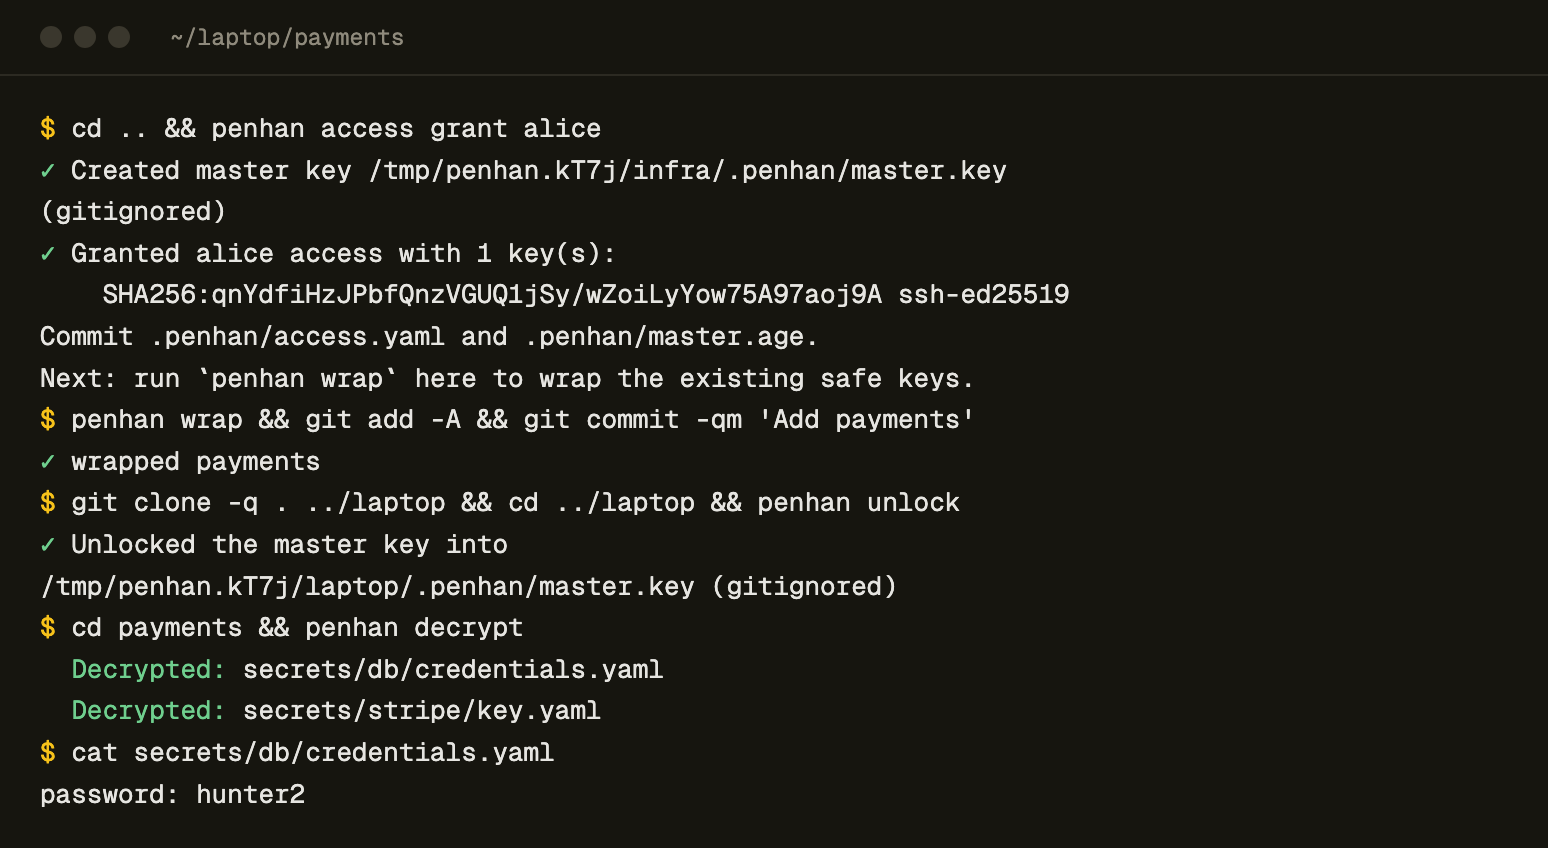 ~/laptop/payments
$ cd .. && penhan access grant alice
✓ Created master key /tmp/penhan.kT7j/infra/.penhan/master.key
(gitignored)
✓ Granted alice access with 1 key(s):
    SHA256:qnYdfiHzJPbfQnzVGUQ1jSy/wZoiLyYow75A97aoj9A ssh-ed25519
Commit .penhan/access.yaml and .penhan/master.age.
Next: run `penhan wrap` here to wrap the existing safe keys.
$ penhan wrap && git add -A && git commit -qm 'Add payments'
✓ wrapped payments
$ git clone -q . ../laptop && cd ../laptop && penhan unlock
✓ Unlocked the master key into
/tmp/penhan.kT7j/laptop/.penhan/master.key (gitignored)
$ cd payments && penhan decrypt
  Decrypted: secrets/db/credentials.yaml
  Decrypted: secrets/stripe/key.yaml
$ cat secrets/db/credentials.yaml
password: hunter2